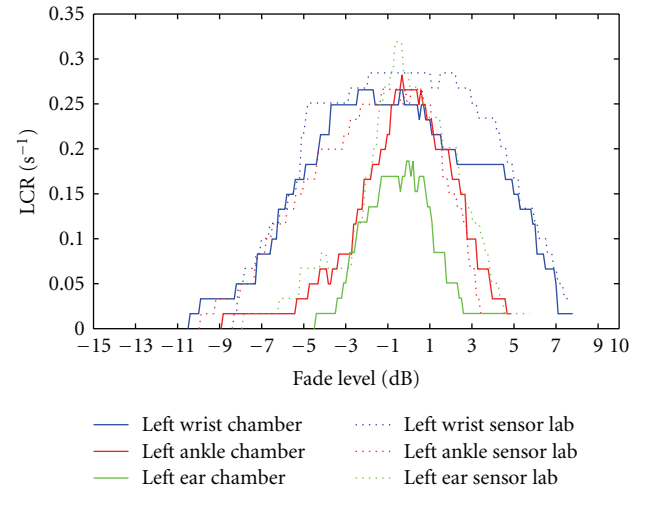 0.35
0.3
0.25
0.2
0.15
0.1
0.05
0
LCR (s−1)
−15 −13 −11 −9 −7 −5 −3 −1 1 3 5 7 9 10
Fade level (dB)
Left wrist chamber
Left ankle chamber
Left ear chamber
Left wrist sensor lab
Left ankle sensor lab
Left ear sensor lab